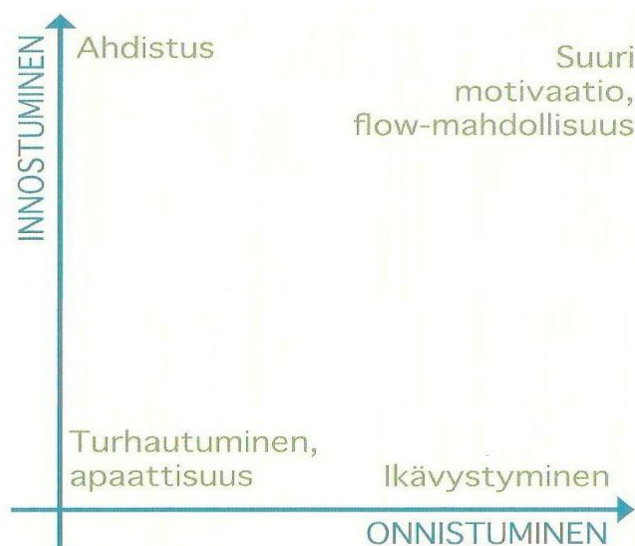 INNOSTUMINEN
Ahdistus
Suuri
motivaatio,
flow-mahdollisuus
Turhautuminen,
apaattisuus
Ikävystyminen
ONNISTUMINEN